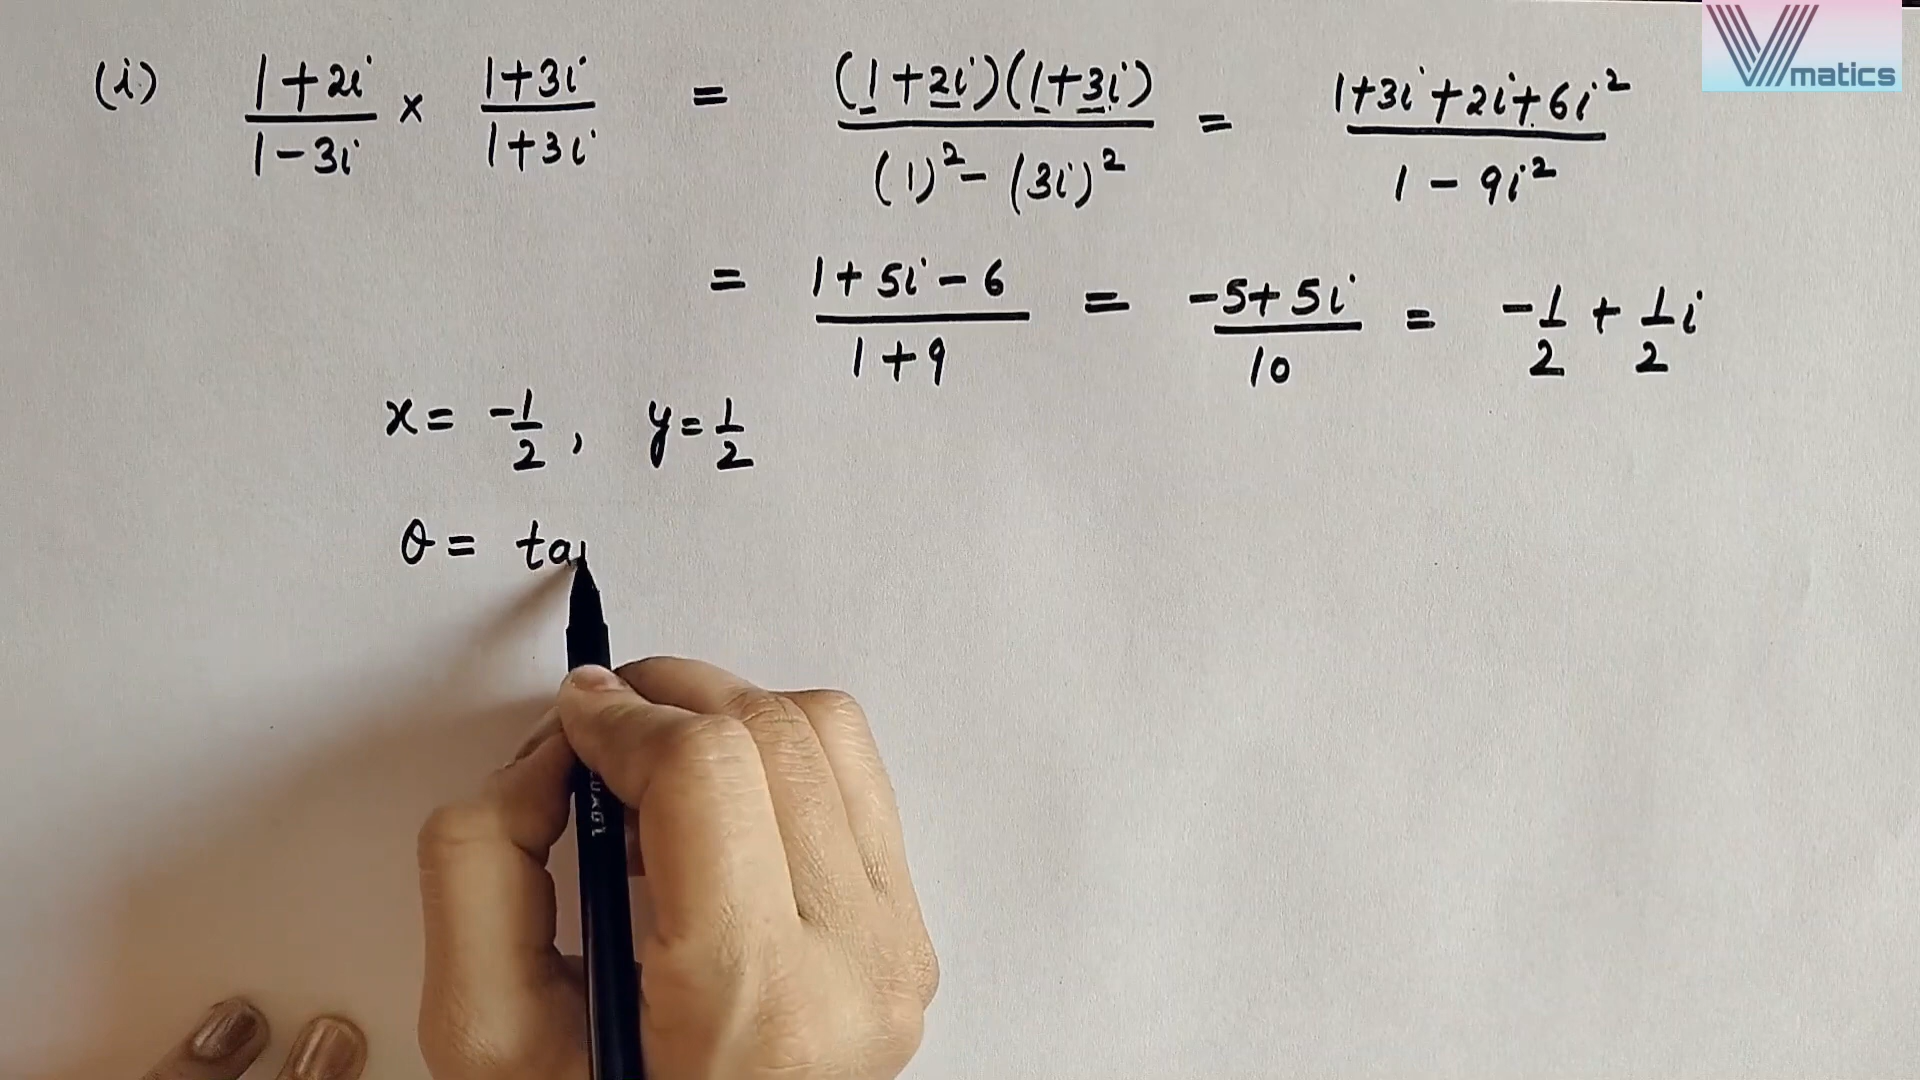 (i) (1+2i)/(1-3i) × (1+3i)/(1+3i) = (1+2i)(1+3i)/((1)²-(3i)²) = (1+3i+2i+6i²)/(1-9i²)
= (1+5i-6)/(1+9) = (-5+5i)/10 = -1/2 + 1/2 i
x = -1/2, y = 1/2
θ = ta
Vmatics